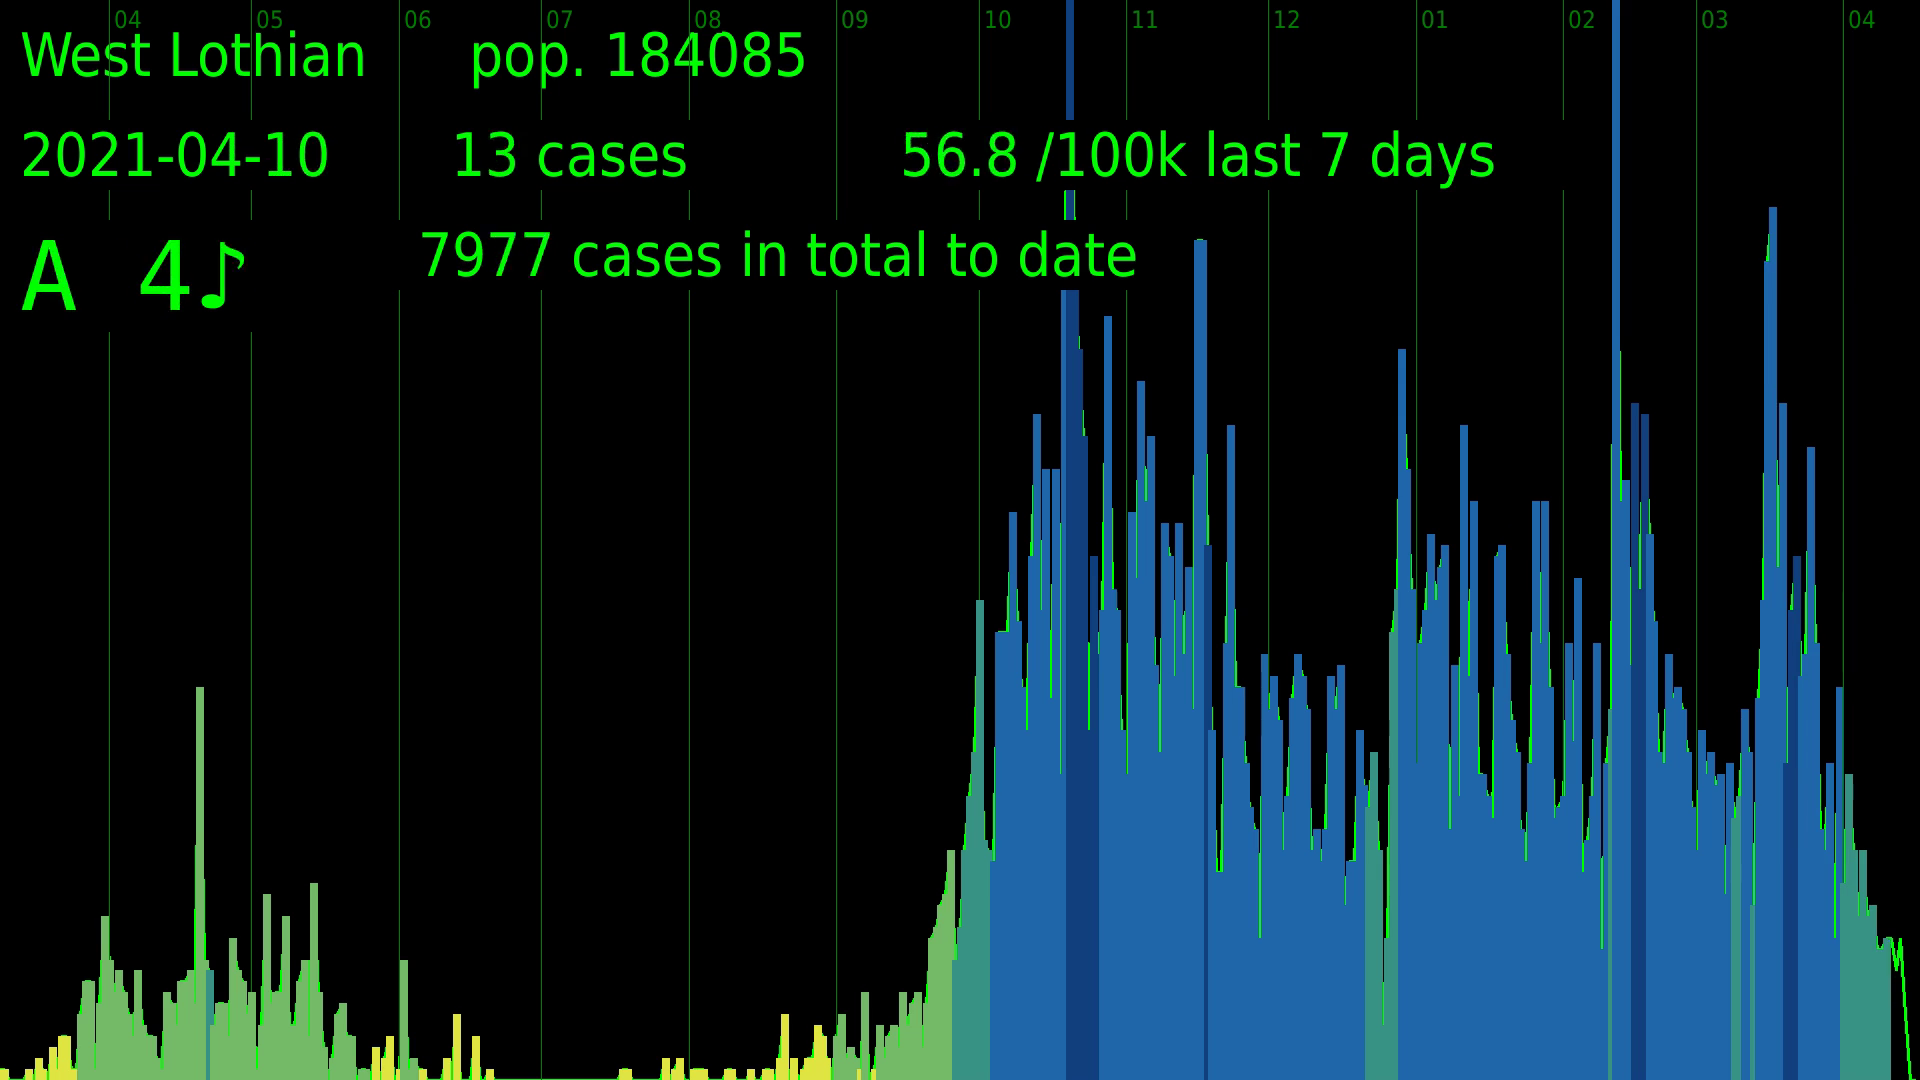 04 05 06 07 08 09 10 11 12 01 02 03 04
West Lothian pop. 184085
2021-04-10 13 cases 56.8 /100k last 7 days
A 4♪ 7977 cases in total to date